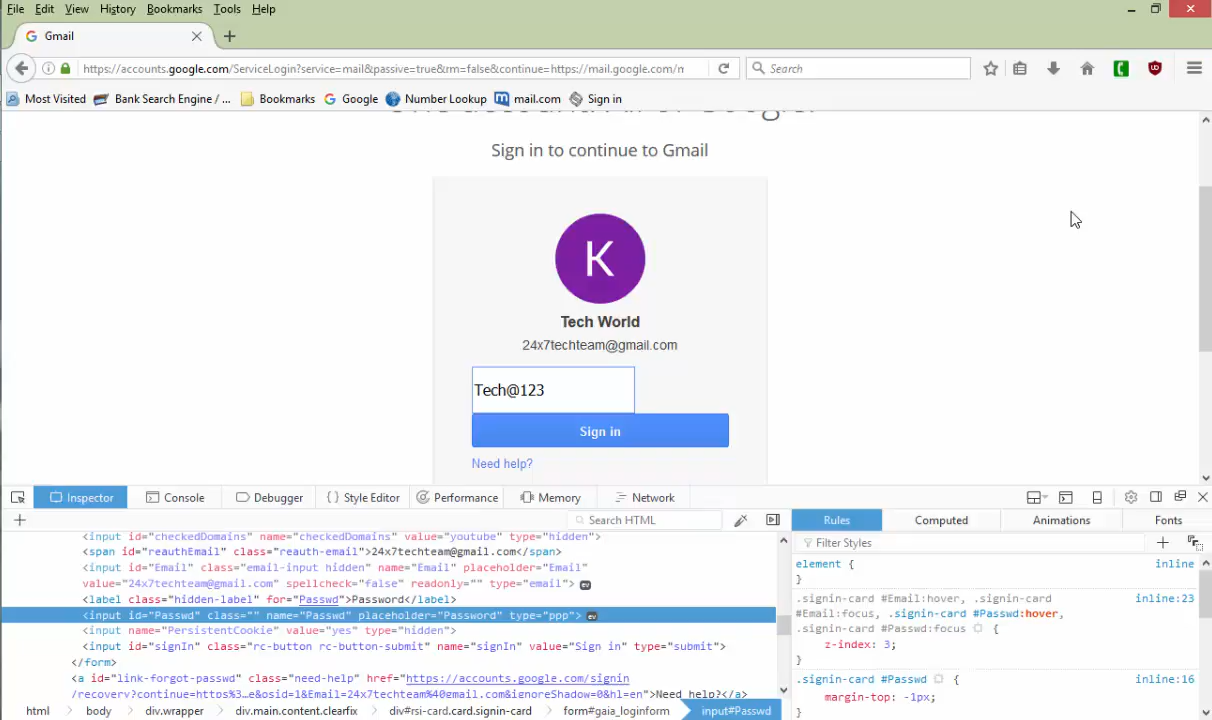 File Edit View History Bookmarks Tools Help
Gmail
https://accounts.google.com/ServiceLogin?service=mail&passive=true&rm=false&continue=https://mail.google.com/m
Search
Most Visited Bank Search Engine / ... Bookmarks Google Number Lookup mail.com Sign in
Sign in to continue to Gmail
K
Tech World
24x7techteam@gmail.com
Tech@123
Sign in
Need help?
Inspector Console Debugger Style Editor Performance Memory Network
Search HTML
<input id="checkedDomains" name="checkedDomains" value="youtube" type="hidden">
<span id="reauthEmail" class="reauth-email">24x7techteam@gmail.com</span>
<input id="Email" class="email-input hidden" name="Email" placeholder="Email"
value="24x7techteam@gmail.com" spellcheck="false" readonly="" type="email"> ev
<label class="hidden-label" for="Passwd">Password</label>
<input id="Passwd" class="" name="Passwd" placeholder="Password" type="ppp"> ev
<input name="PersistentCookie" value="yes" type="hidden">
<input id="signIn" class="rc-button rc-button-submit" name="signIn" value="Sign in" type="submit">
</form>
<a id="link-forgot-passwd" class="need-help" href="https://accounts.google.com/signin
/recovery?continue=https%3…e&osid=1&Email=24x7techteam%40gmail.com&ignoreShadow=0&hl=en">Need help?</a>
html body div.wrapper div.main.content.clearfix div#rsi-card.card.signin-card form#gaia_loginform input#Passwd
Rules Computed Animations Fonts
Filter Styles
element { inline
}
.signin-card #Email:hover, .signin-card inline:23
#Email:focus, .signin-card #Passwd:hover,
.signin-card #Passwd:focus {
z-index: 3;
}
.signin-card #Passwd { inline:16
margin-top: -1px;
}